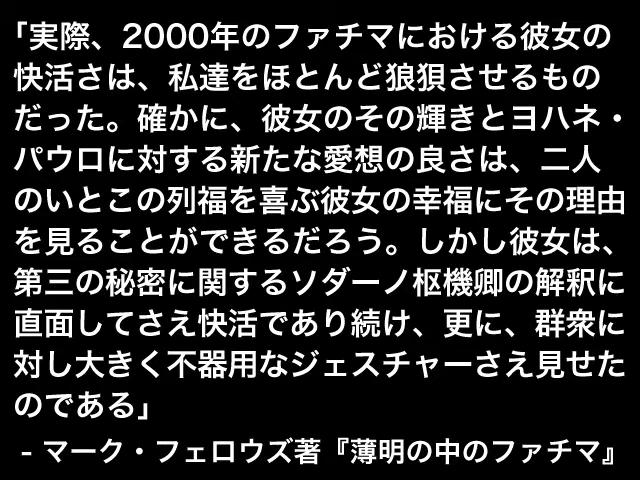 「実際、2000年のファチマにおける彼女の
快活さは、私達をほとんど狼狽させるもの
だった。確かに、彼女のその輝きとヨハネ・
パウロに対する新たな愛想の良さは、二人
のいとこの列福を喜ぶ彼女の幸福にその理由
を見ることができるだろう。しかし彼女は、
第三の秘密に関するソダーノ枢機卿の解釈に
直面してさえ快活であり続け、更に、群衆に
対し大きく不器用なジェスチャーさえ見せた
のである」
- マーク・フェロウズ著『薄明の中のファチマ』